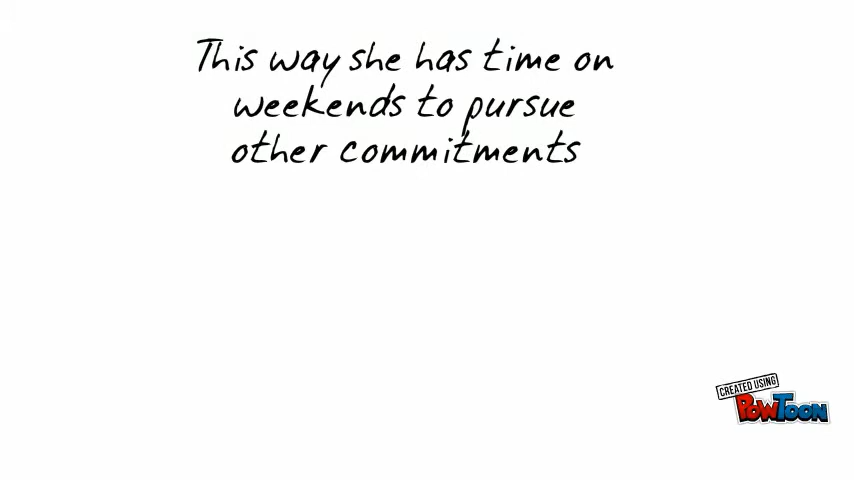 This way she has time on
weekends to pursue
other commitments
CREATED USING
POWTOON